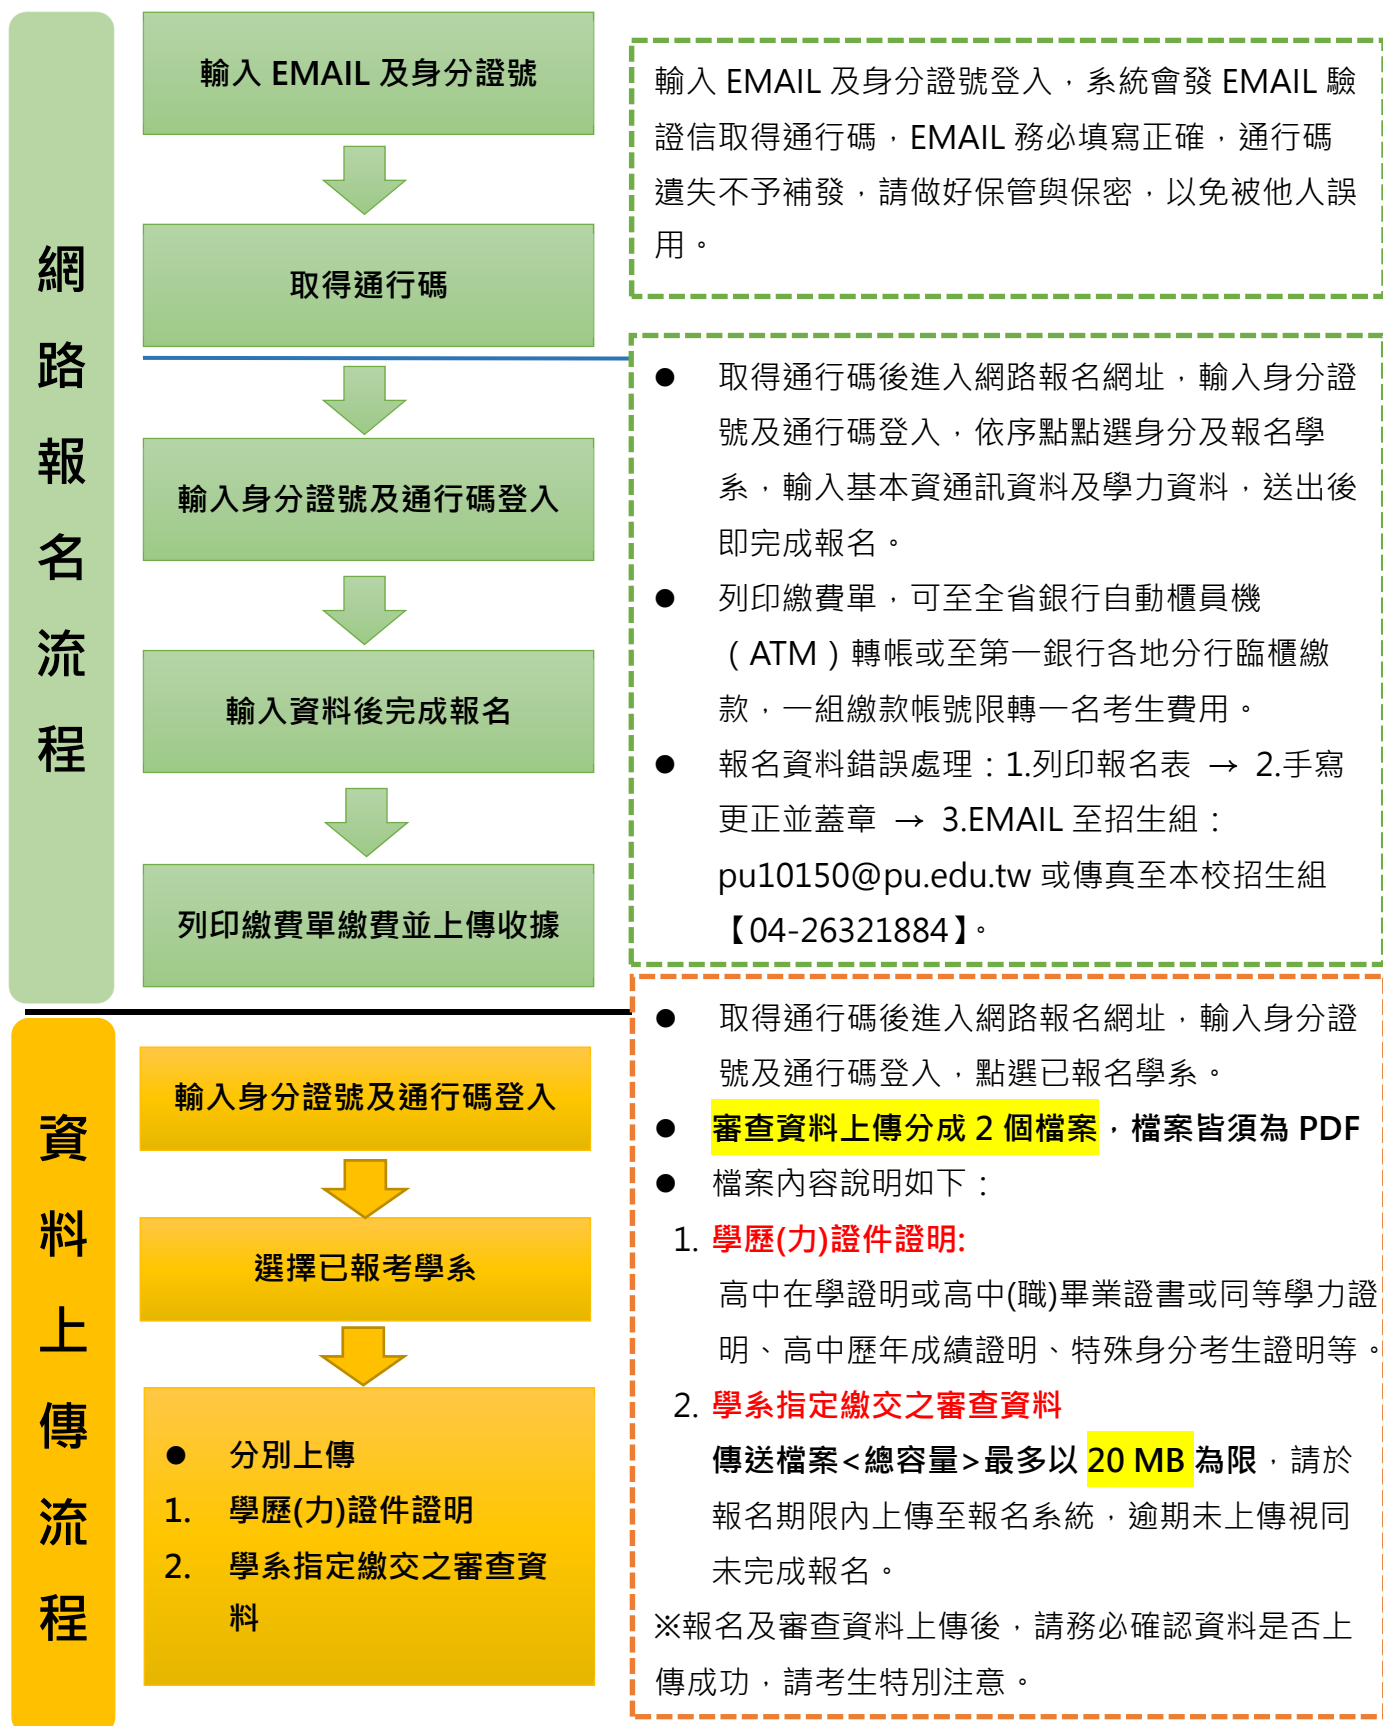 網路報名流程
輸入 EMAIL 及身分證號
取得通行碼
輸入身分證號及通行碼登入
輸入資料後完成報名
列印繳費單繳費並上傳收據
輸入 EMAIL 及身分證號登入，系統會發 EMAIL 驗
證信取得通行碼，EMAIL 務必填寫正確，通行碼
遺失不予補發，請做好保管與保密，以免被他人誤
用。
● 取得通行碼後進入網路報名網址，輸入身分證
號及通行碼登入，依序點點選身分及報名學
系，輸入基本資通訊資料及學力資料，送出後
即完成報名。
● 列印繳費單，可至全省銀行自動櫃員機
（ATM）轉帳或至第一銀行各地分行臨櫃繳
款，一組繳款帳號限轉一名考生費用。
● 報名資料錯誤處理：1.列印報名表 → 2.手寫
更正並蓋章 → 3.EMAIL 至招生組：
pu10150@pu.edu.tw 或傳真至本校招生組
【04-26321884】。
資料上傳流程
輸入身分證號及通行碼登入
選擇已報考學系
● 分別上傳
1. 學歷(力)證件證明
2. 學系指定繳交之審查資
料
● 取得通行碼後進入網路報名網址，輸入身分證
號及通行碼登入，點選已報名學系。
● 審查資料上傳分成 2 個檔案，檔案皆須為 PDF
● 檔案內容說明如下：
1. 學歷(力)證件證明:
高中在學證明或高中(職)畢業證書或同等學力證
明、高中歷年成績證明、特殊身分考生證明等。
2. 學系指定繳交之審查資料
傳送檔案<總容量>最多以 20 MB 為限，請於
報名期限內上傳至報名系統，逾期未上傳視同
未完成報名。
※報名及審查資料上傳後，請務必確認資料是否上
傳成功，請考生特別注意。